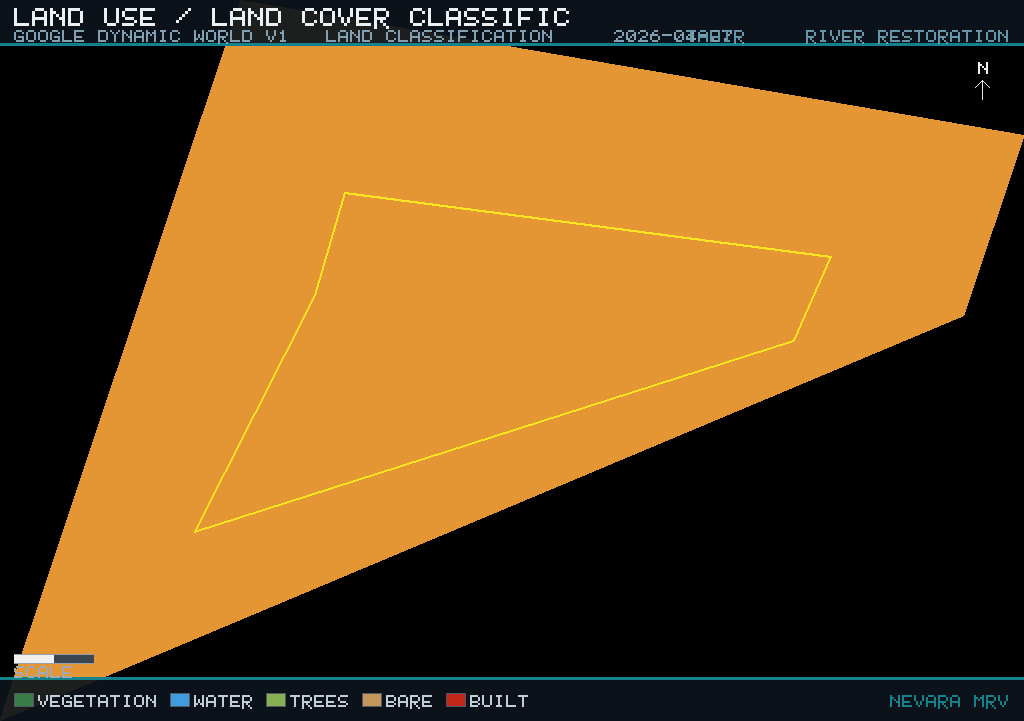 LAND USE / LAND COVER CLASSIFIC
GOOGLE DYNAMIC WORLD V1 LAND CLASSIFICATION RIVER RESTORATION
N
SCALE
VEGETATION WATER TREES BARE BUILT NEVARA MRV